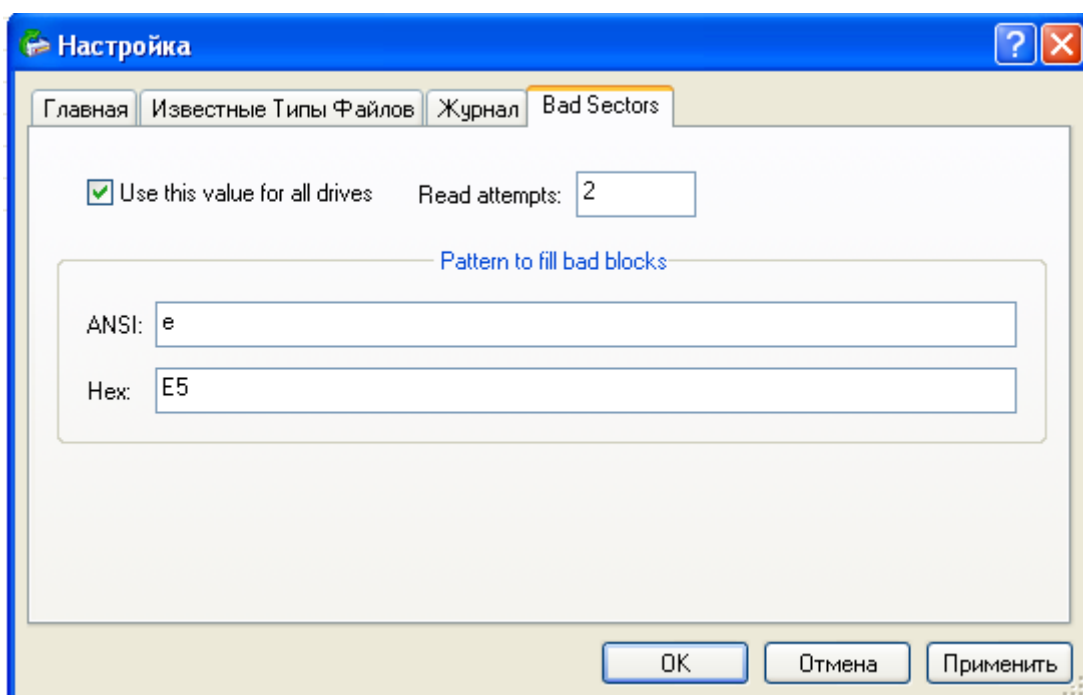 Настройка
Главная Известные Типы Файлов Журнал Bad Sectors
Use this value for all drives Read attempts: 2
Pattern to fill bad blocks
ANSI: е
Hex: E5
OK Отмена Применить